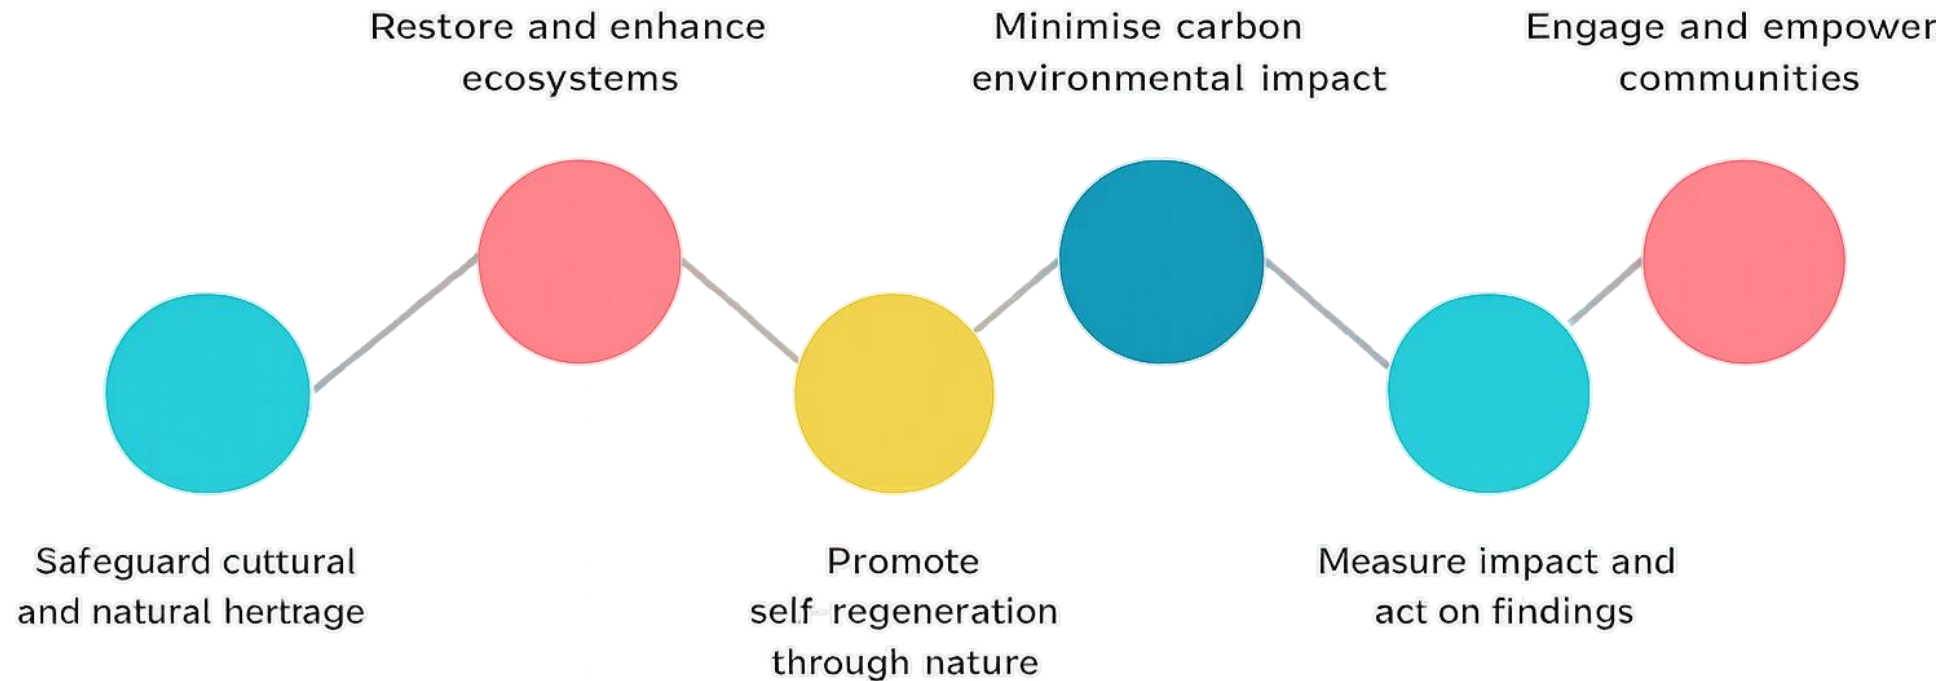 Restore and enhance
ecosystems
Minimise carbon
environmental impact
Engage and empower
communities
Safeguard cuttural
and natural hertrage
Promote
self-regeneration
through nature
Measure impact and
act on findings